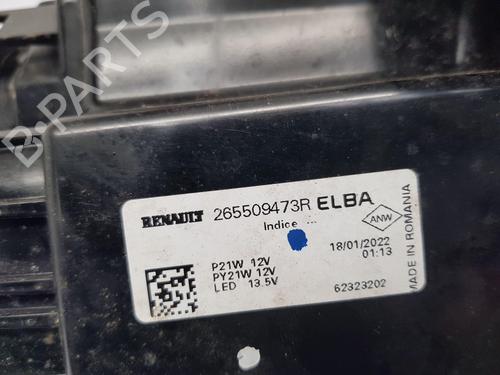 B-Parts
RENAULT 265509473R ELBA
Indice ...
ANW
18/01/2022
01:13
P21W 12V
PY21W 12V
LED 13.5V
62323202
MADE IN ROMANIA
B-Parts